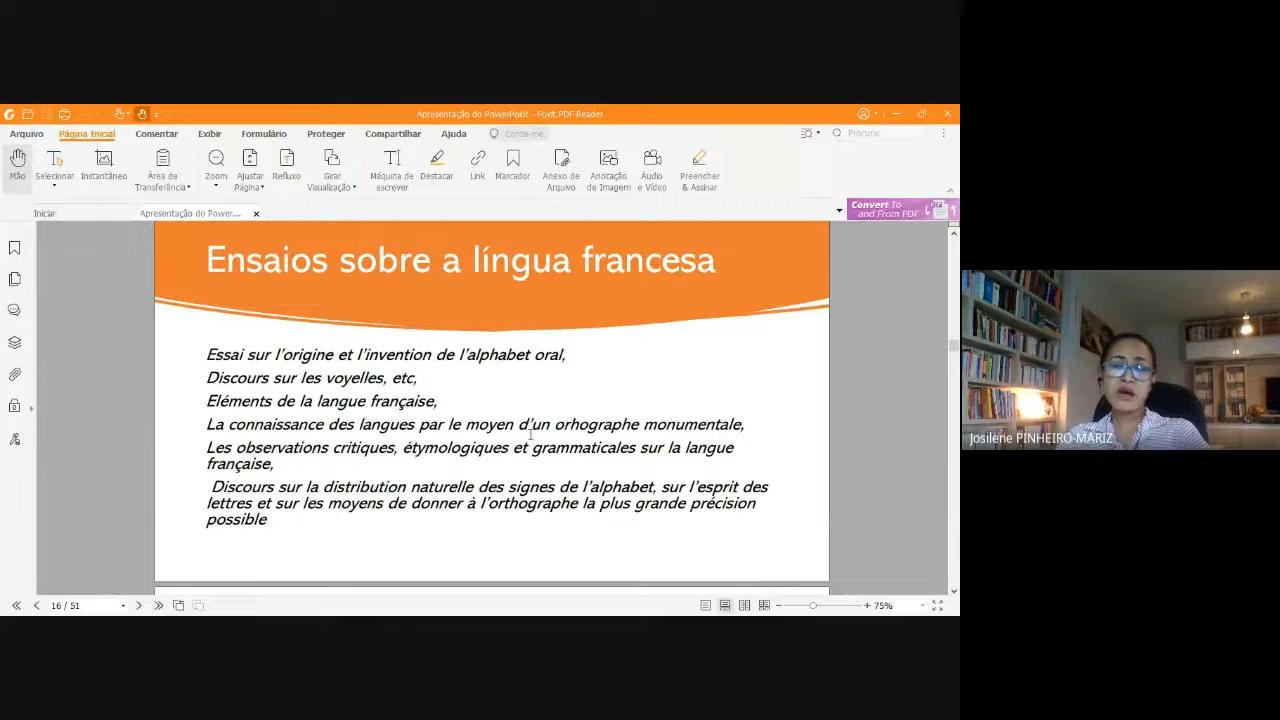 Apresentação do PowerPoint - Foxit PDF Reader
Arquivo Página Inicial Comentar Exibir Formulário Proteger Compartilhar Ajuda Conte-me. Procurar
Mão Selecionar Instantâneo Área de Transferência Zoom Ajustar Página Refluxo Girar Visualização Máquina de escrever Destacar Link Marcador Anexo de Arquivo Anotação de Imagem Áudio e Vídeo Preencher & Assinar
Iniciar Apresentação do Power... Convert To and From PDF
Ensaios sobre a língua francesa
Essai sur l'origine et l'invention de l'alphabet oral,
Discours sur les voyelles, etc,
Eléments de la langue française,
La connaissance des langues par le moyen d'un orhographe monumentale,
Les observations critiques, étymologiques et grammaticales sur la langue
française,
Discours sur la distribution naturelle des signes de l'alphabet, sur l'esprit des
lettres et sur les moyens de donner à l'orthographe la plus grande précision
possible
16 / 51 75%
Josilene PINHEIRO-MARIZ